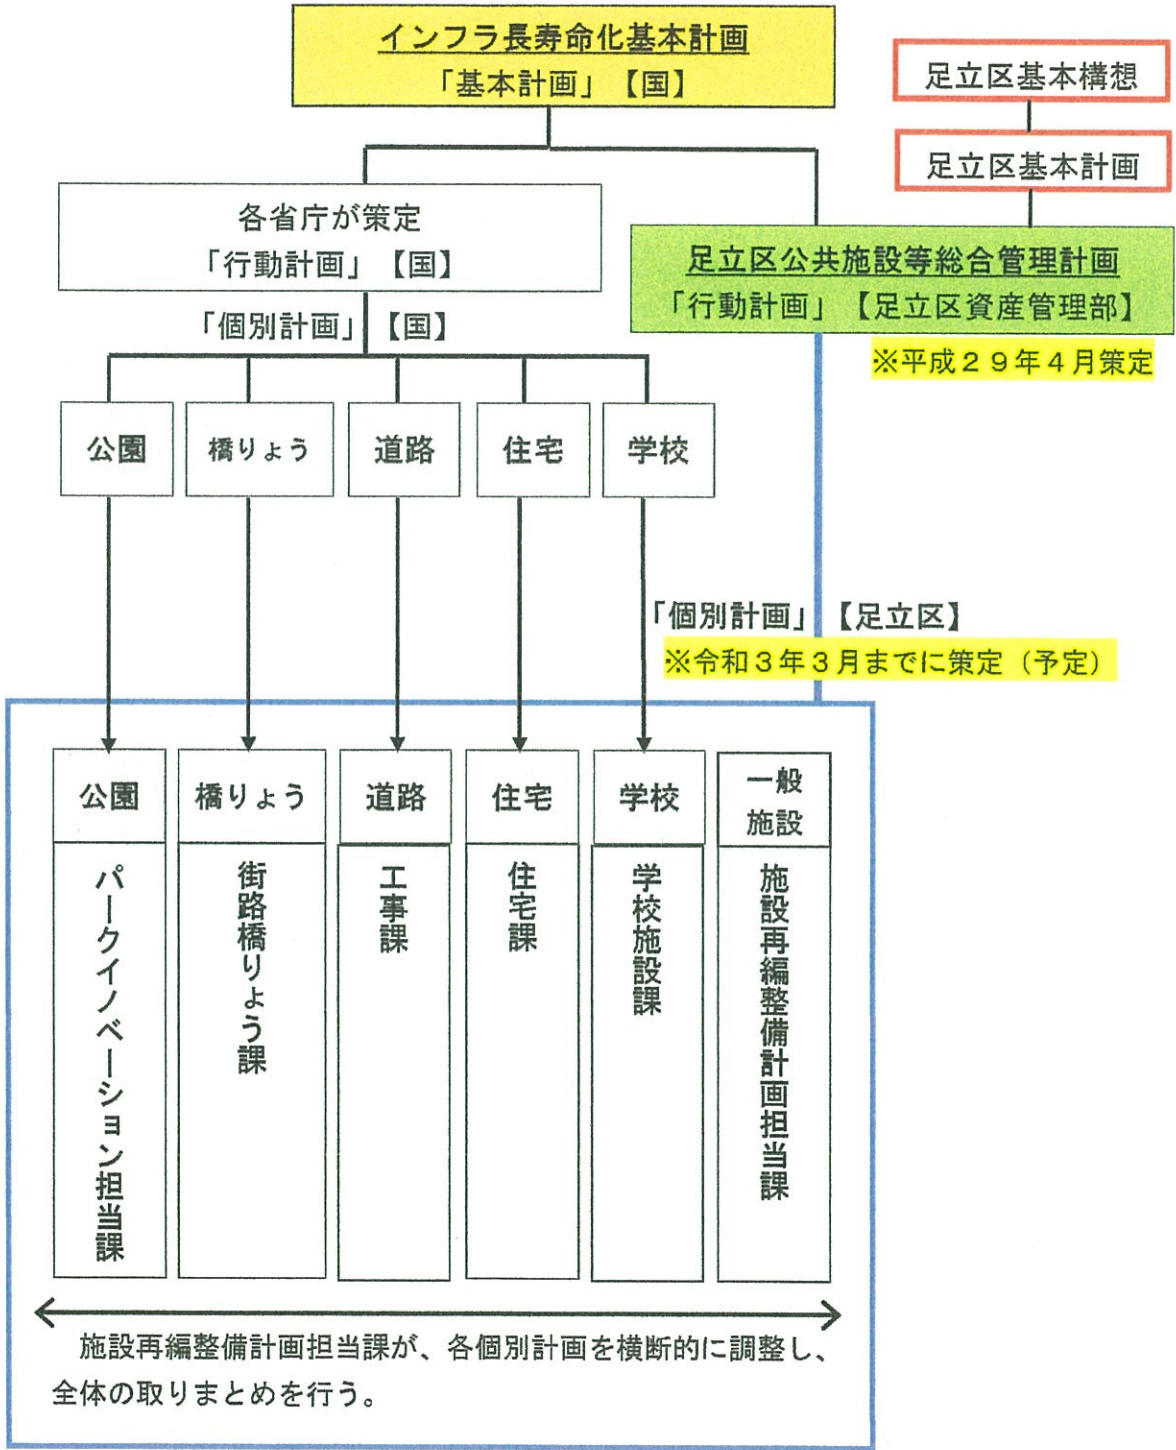 インフラ長寿命化基本計画
「基本計画」【国】
足立区基本構想
足立区基本計画
各省庁が策定
「行動計画」【国】
足立区公共施設等総合管理計画
「行動計画」【足立区資産管理部】
※平成２９年４月策定
「個別計画」【国】
公園
橋りょう
道路
住宅
学校
「個別計画」【足立区】
※令和３年３月までに策定（予定）
公園
橋りょう
道路
住宅
学校
一般
施設
パークイノベーション担当課
街路橋りょう課
工事課
住宅課
学校施設課
施設再編整備計画担当課
施設再編整備計画担当課が、各個別計画を横断的に調整し、
全体の取りまとめを行う。